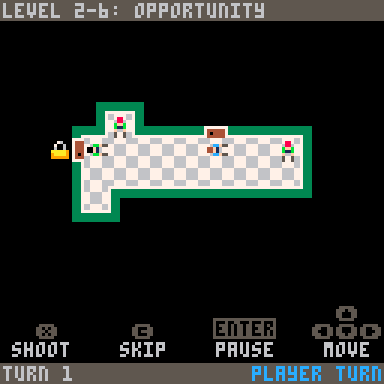 LEVEL 2-6: OPPORTUNITY
X C ENTER
SHOOT SKIP PAUSE MOVE
TURN 1 PLAYER TURN